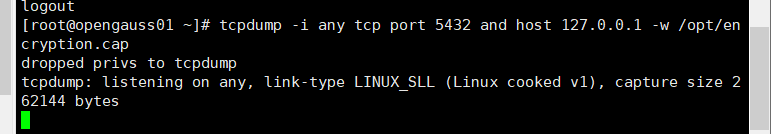 logout
[root@opengauss01 ~]# tcpdump -i any tcp port 5432 and host 127.0.0.1 -w /opt/en
cryption.cap
dropped privs to tcpdump
tcpdump: listening on any, link-type LINUX_SLL (Linux cooked v1), capture size 2
62144 bytes